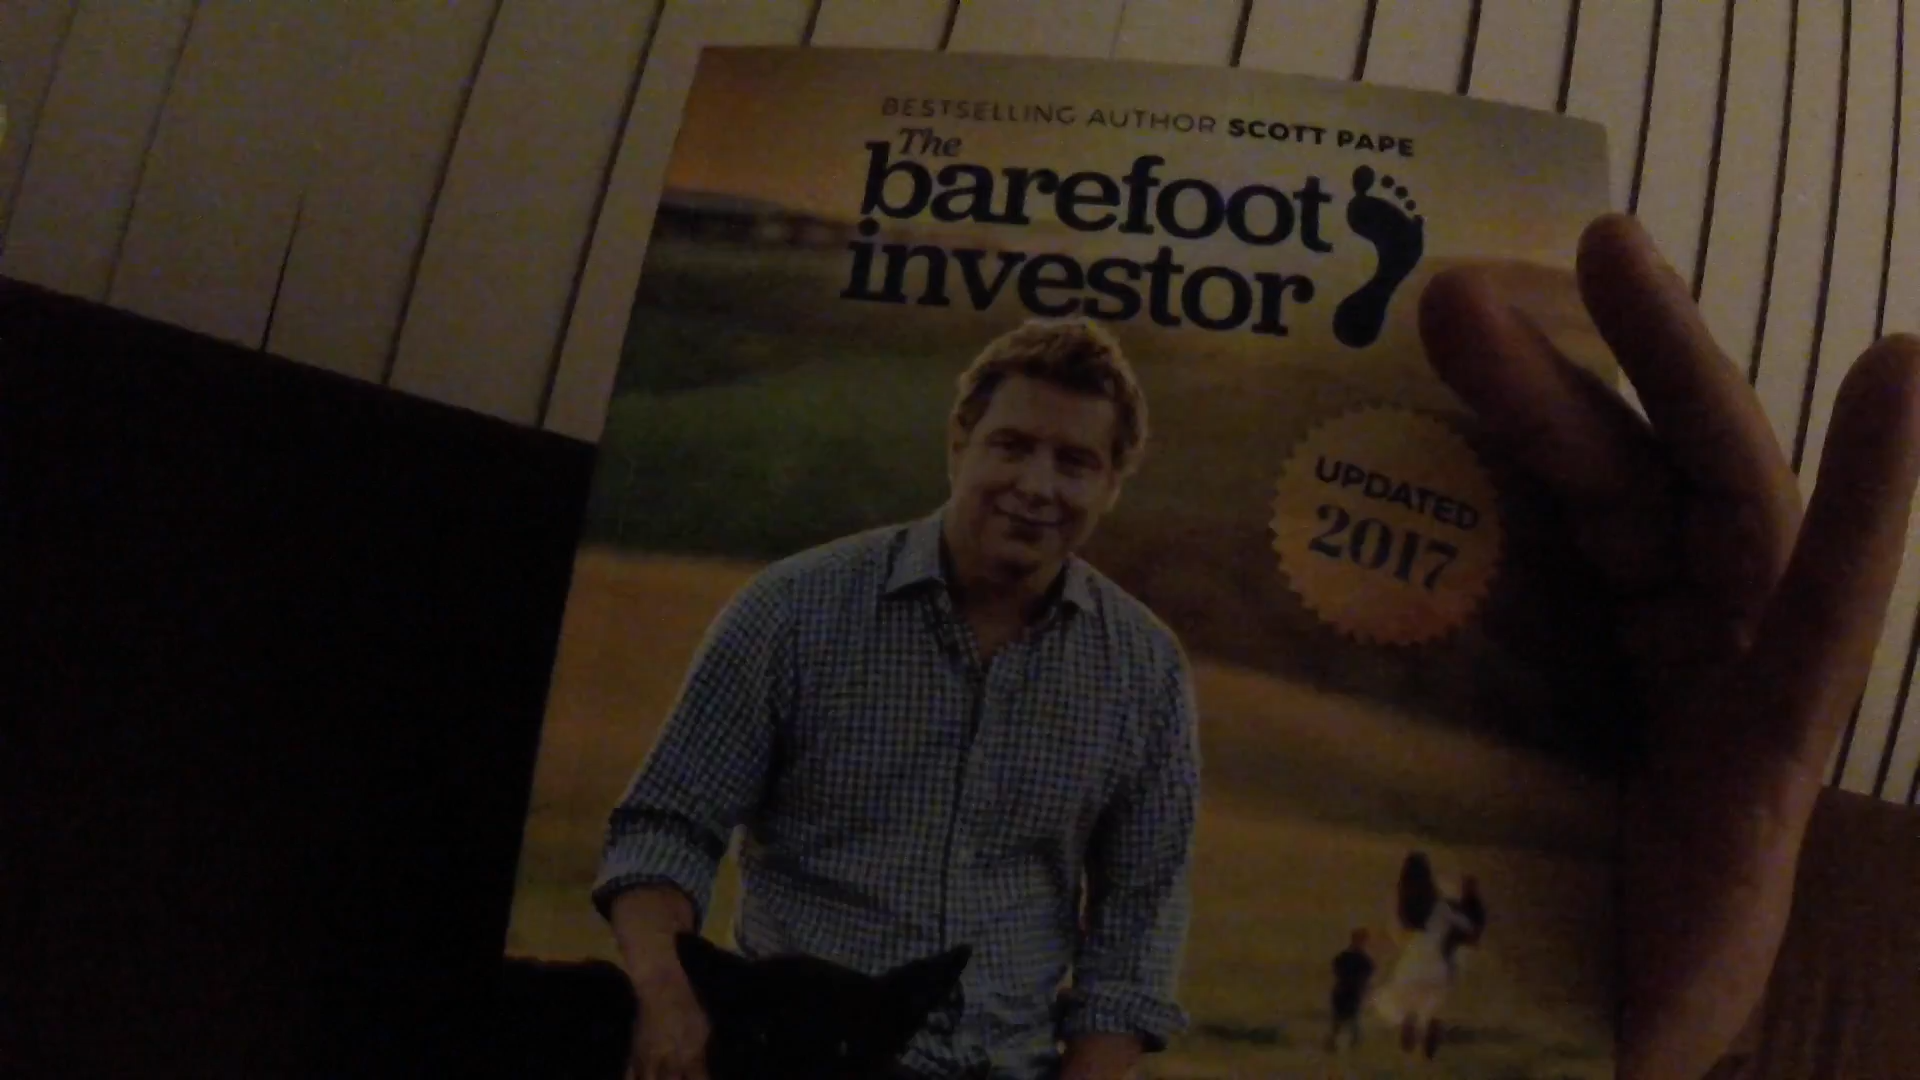 BESTSELLING AUTHOR SCOTT PAPE
The
barefoot
investor
UPDATED
2017